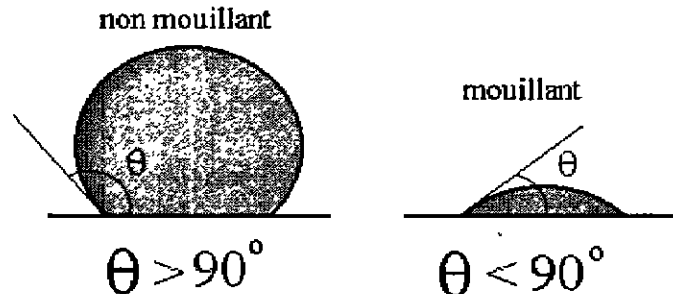 non mouillant
θ
θ > 90°
mouillant
θ
θ < 90°